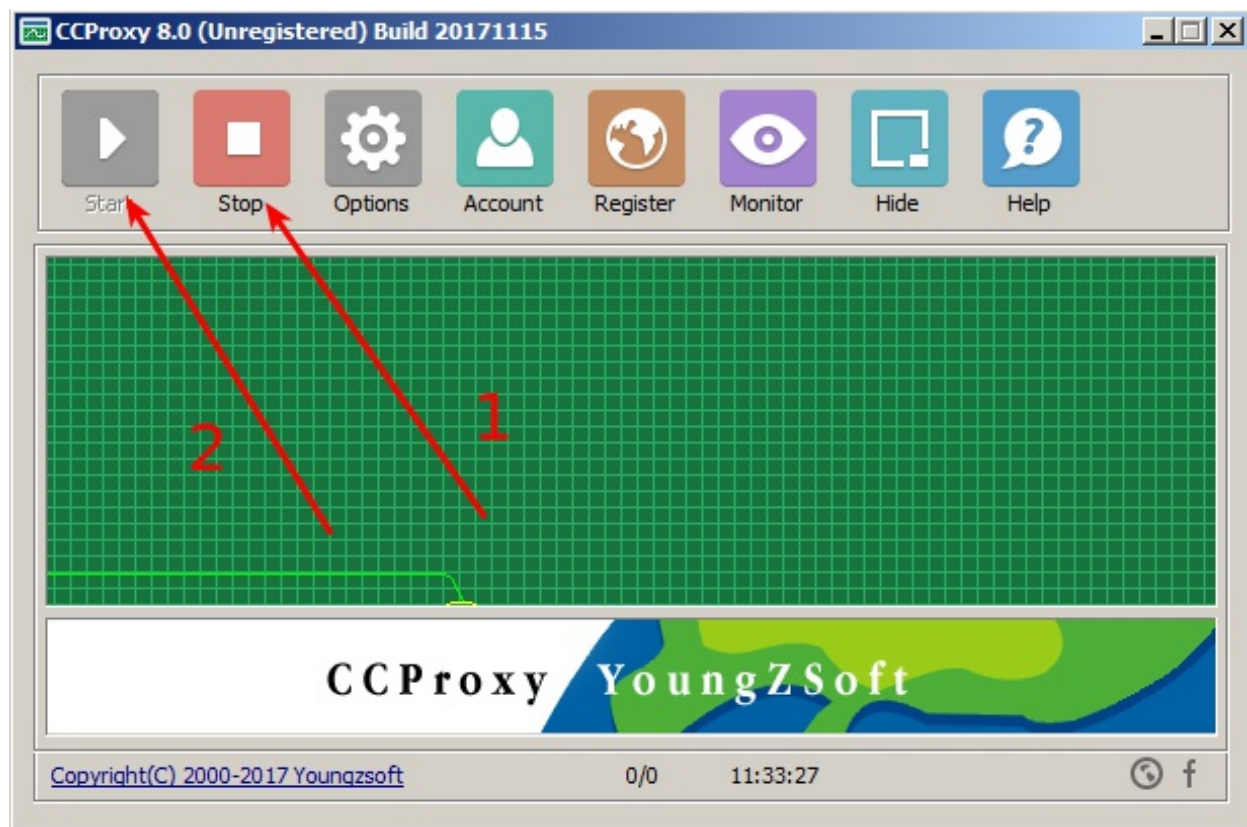 CCProxy 8.0 (Unregistered) Build 20171115
Start Stop Options Account Register Monitor Hide Help
1
2
CCProxy YoungZSoft
Copyright(C) 2000-2017 Youngzsoft 0/0 11:33:27